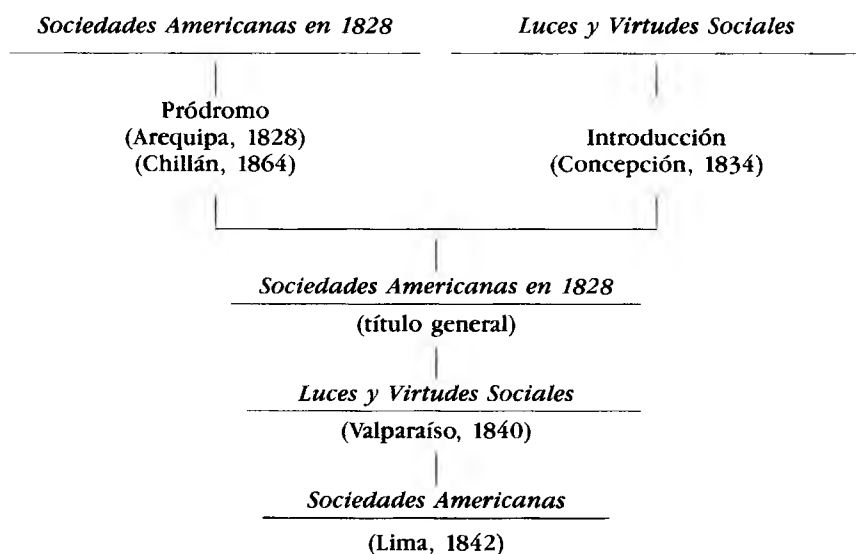 Sociedades Americanas en 1828
Luces y Virtudes Sociales
Pródromo
(Arequipa, 1828)
(Chillán, 1864)
Introducción
(Concepción, 1834)
Sociedades Americanas en 1828
(título general)
Luces y Virtudes Sociales
(Valparaíso, 1840)
Sociedades Americanas
(Lima, 1842)